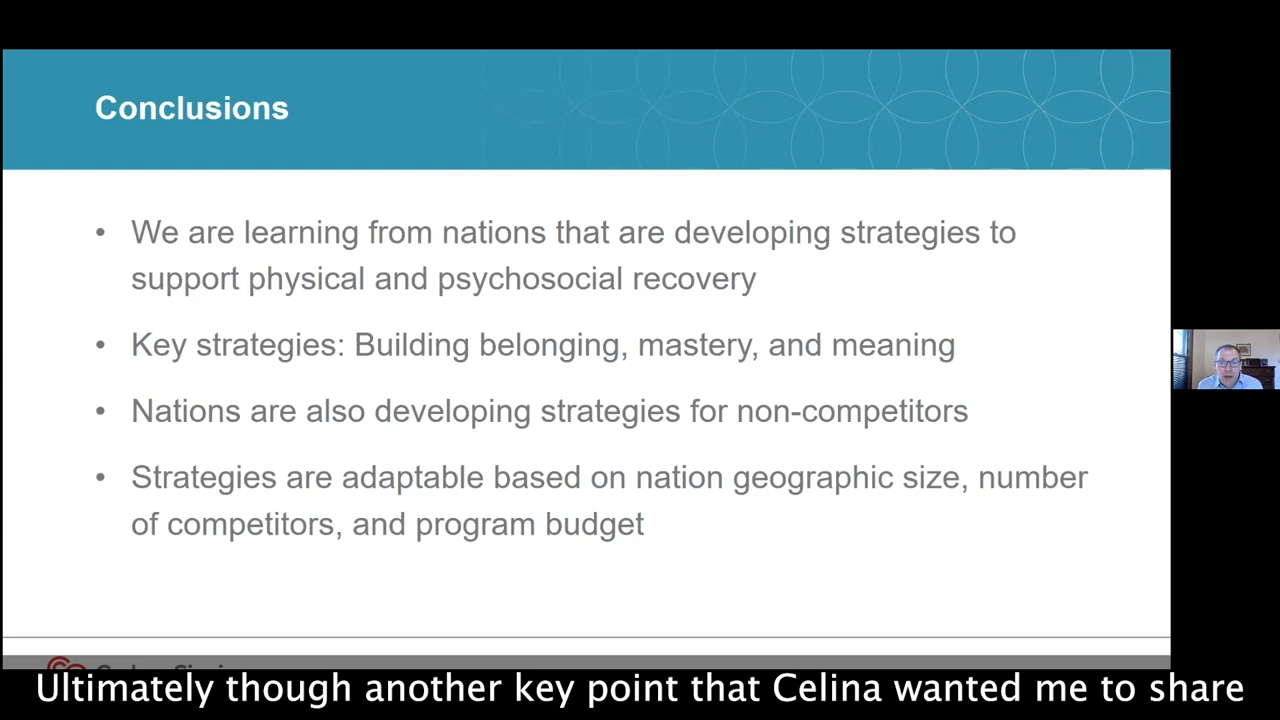 Conclusions
• We are learning from nations that are developing strategies to
support physical and psychosocial recovery
• Key strategies: Building belonging, mastery, and meaning
• Nations are also developing strategies for non-competitors
• Strategies are adaptable based on nation geographic size, number
of competitors, and program budget
Ultimately though another key point that Celina wanted me to share